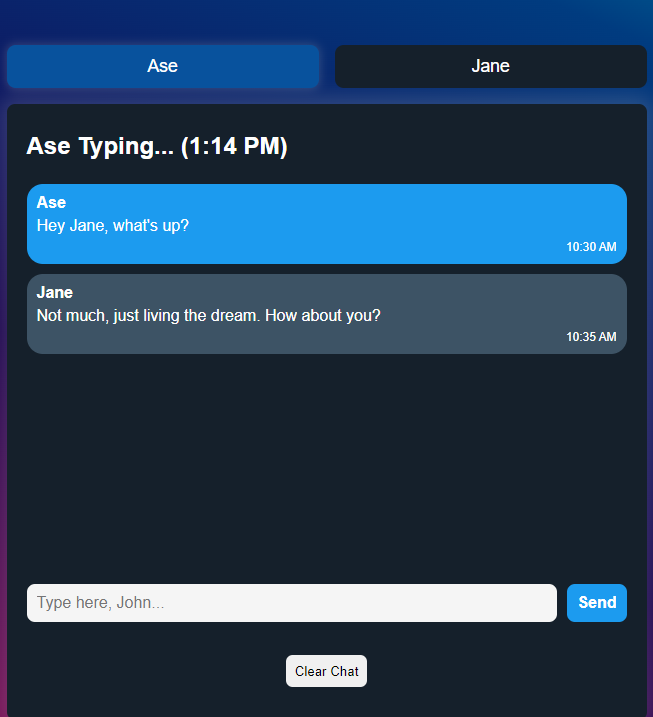 Ase
Jane
Ase Typing... (1:14 PM)
Ase
Hey Jane, what's up?
10:30 AM
Jane
Not much, just living the dream. How about you?
10:35 AM
Type here, John...
Send
Clear Chat